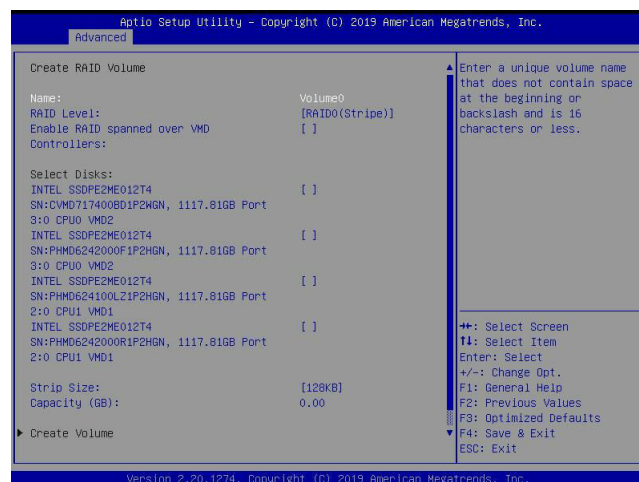 Aptio Setup Utility – Copyright (C) 2019 American Megatrends, Inc.
Advanced
Create RAID Volume
Name: Volume0
RAID Level: [RAID0(Stripe)]
Enable RAID spanned over VMD [ ]
Controllers:
Select Disks:
INTEL SSDPE2ME012T4 [ ]
SN:CVMD717400BD1P2WGN, 1117.81GB Port
3:0 CPU0 VMD2
INTEL SSDPE2ME012T4 [ ]
SN:PHMD6242000F1P2HGN, 1117.81GB Port
3:0 CPU0 VMD2
INTEL SSDPE2ME012T4 [ ]
SN:PHMD624100LZ1P2HGN, 1117.81GB Port
2:0 CPU1 VMD1
INTEL SSDPE2ME012T4 [ ]
SN:PHMD6242000R1P2HGN, 1117.81GB Port
2:0 CPU1 VMD1
Strip Size: [128KB]
Capacity (GB): 0.00
Create Volume
Enter a unique volume name
that does not contain space
at the beginning or
backslash and is 16
characters or less.
→←: Select Screen
↑↓: Select Item
Enter: Select
+/-: Change Opt.
F1: General Help
F2: Previous Values
F3: Optimized Defaults
F4: Save & Exit
ESC: Exit
Version 2.20.1274. Copyright (C) 2019 American Megatrends, Inc.